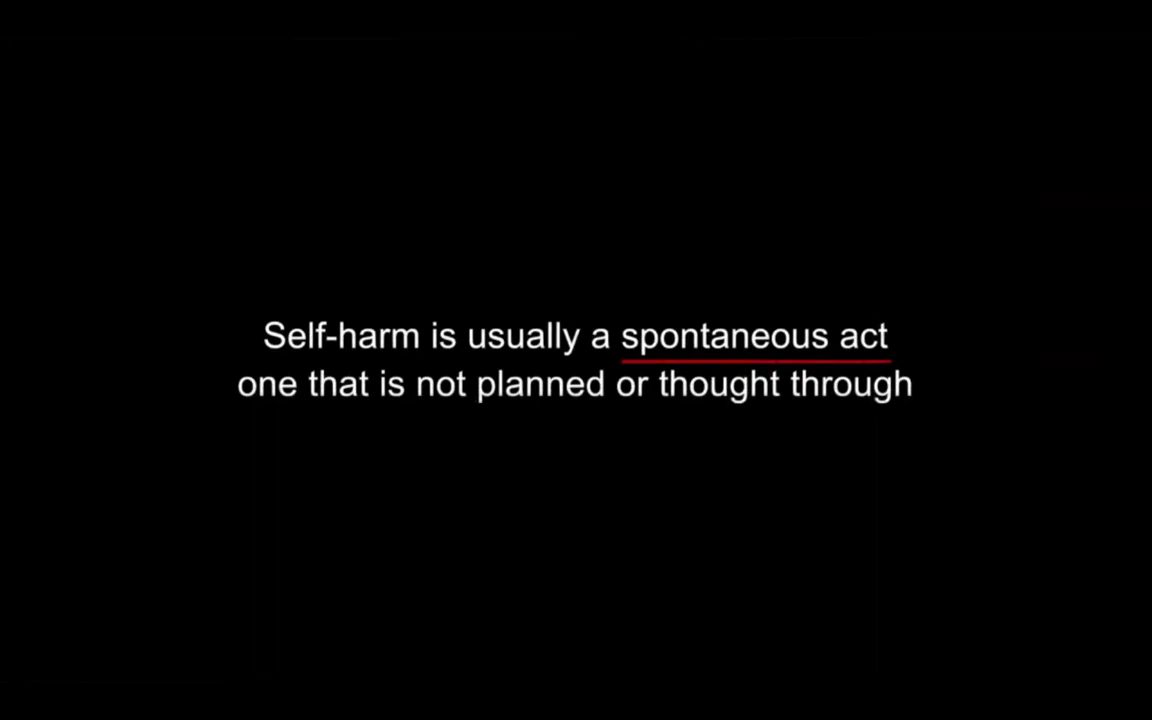 Self-harm is usually a spontaneous act
one that is not planned or thought through